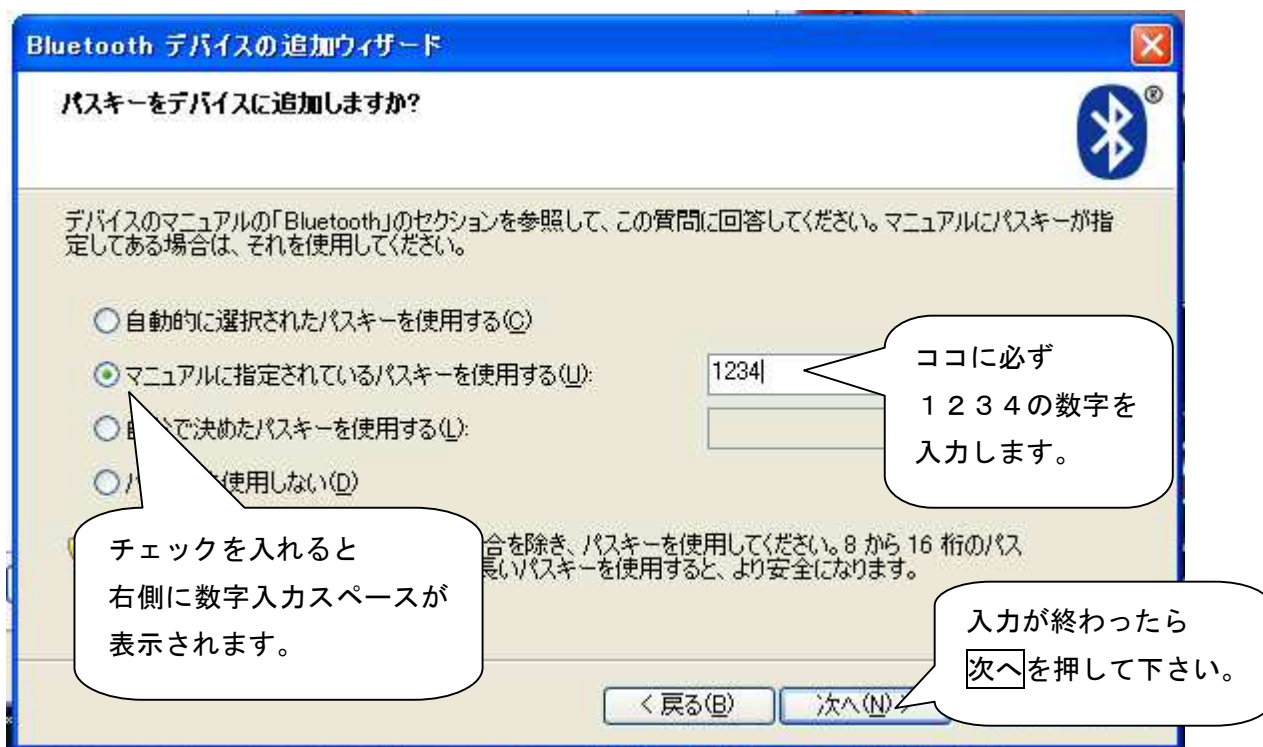 Bluetooth デバイスの追加ウィザード
パスキーをデバイスに追加しますか?
®
デバイスのマニュアルの「Bluetooth」のセクションを参照して、この質問に回答してください。マニュアルにパスキーが指
定してある場合は、それを使用してください。
自動的に選択されたパスキーを使用する(C)
マニュアルに指定されているパスキーを使用する(U):
1234
ココに必ず
1234の数字を
入力します。
で決めたパスキーを使用する(L):
使用しない(D)
チェックを入れると
右側に数字入力スペースが
表示されます。
合を除き、パスキーを使用してください。8 から 16 桁のパス
長いパスキーを使用すると、より安全になります。
入力が終わったら
次へを押して下さい。
< 戻る(B)
次へ(N) >